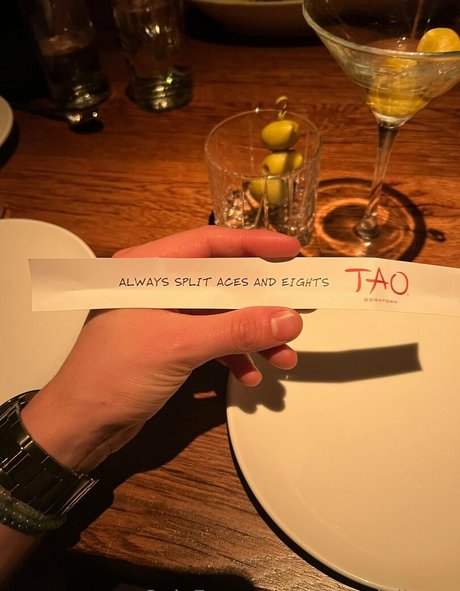 ALWAYS SPLIT ACES AND EIGHTS
TAO
DOWNTOWN